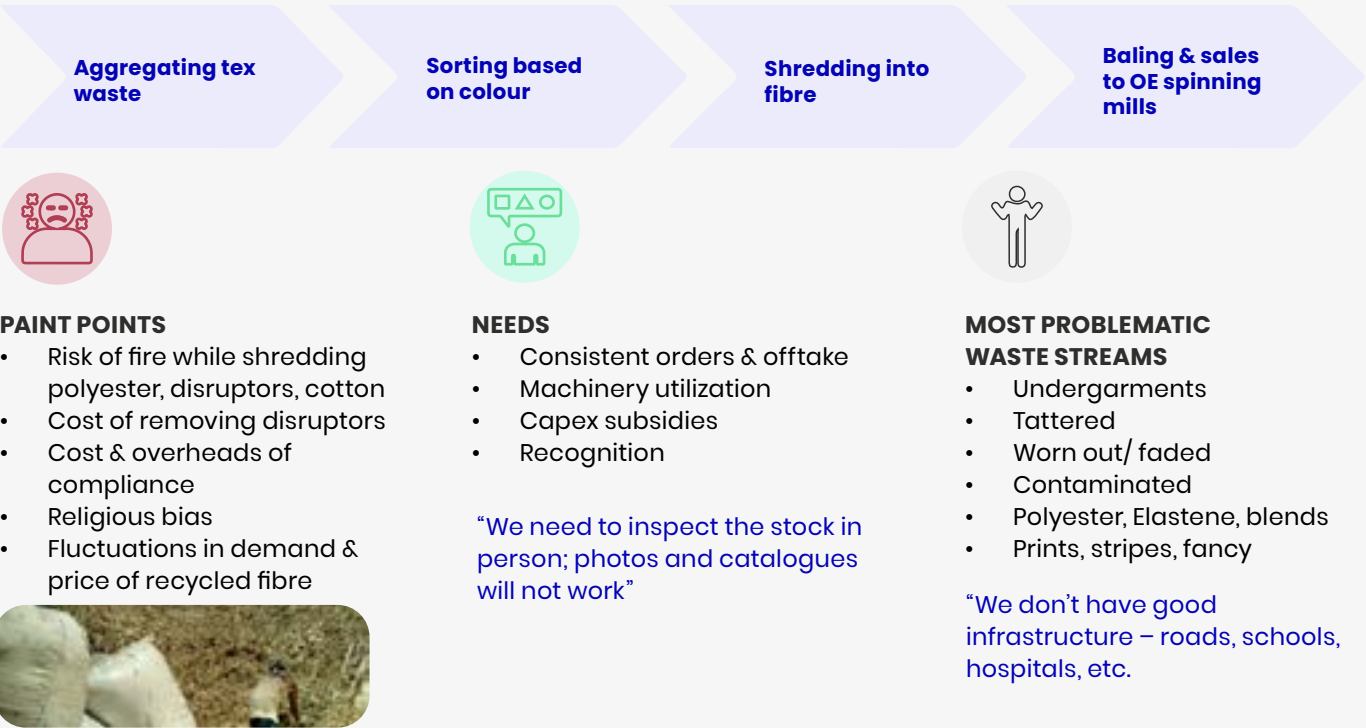 Aggregating tex
waste
Sorting based
on colour
Shredding into
fibre
Baling & sales
to OE spinning
mills
PAINT POINTS
• Risk of fire while shredding
polyester, disruptors, cotton
• Cost of removing disruptors
• Cost & overheads of
compliance
• Religious bias
• Fluctuations in demand &
price of recycled fibre
NEEDS
• Consistent orders & offtake
• Machinery utilization
• Capex subsidies
• Recognition
“We need to inspect the stock in
person; photos and catalogues
will not work”
MOST PROBLEMATIC
WASTE STREAMS
• Undergarments
• Tattered
• Worn out/ faded
• Contaminated
• Polyester, Elastene, blends
• Prints, stripes, fancy
“We don’t have good
infrastructure – roads, schools,
hospitals, etc.